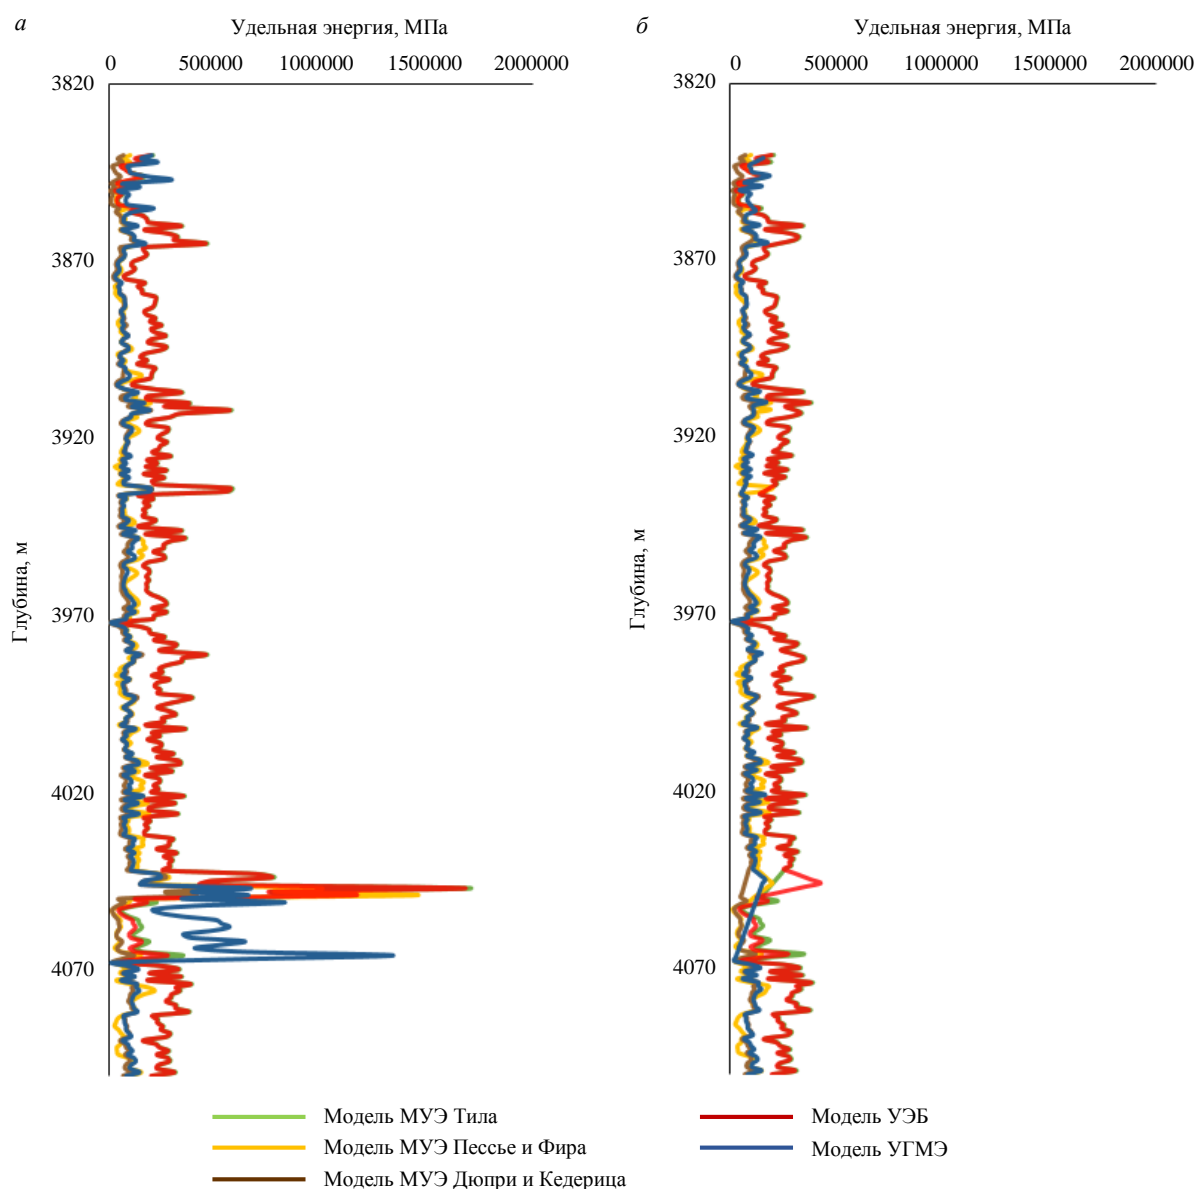 а
Удельная энергия, МПа
0 500000 1000000 1500000 2000000
3820
3870
3920
3970
4020
4070
Глубина, м
б
Удельная энергия, МПа
0 500000 1000000 1500000 2000000
3820
3870
3920
3970
4020
4070
Глубина, м
Модель МУЭ Тила
Модель МУЭ Пессье и Фира
Модель МУЭ Дюпри и Кедерица
Модель УЭБ
Модель УГМЭ